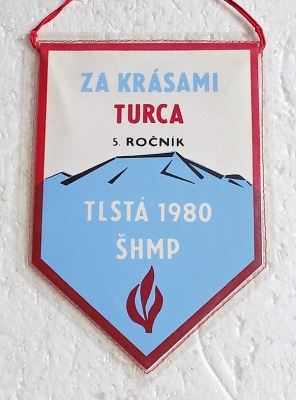 ZA KRÁSAMI
TURCA
5. ROČNÍK
TLSTÁ 1980
ŠHMP